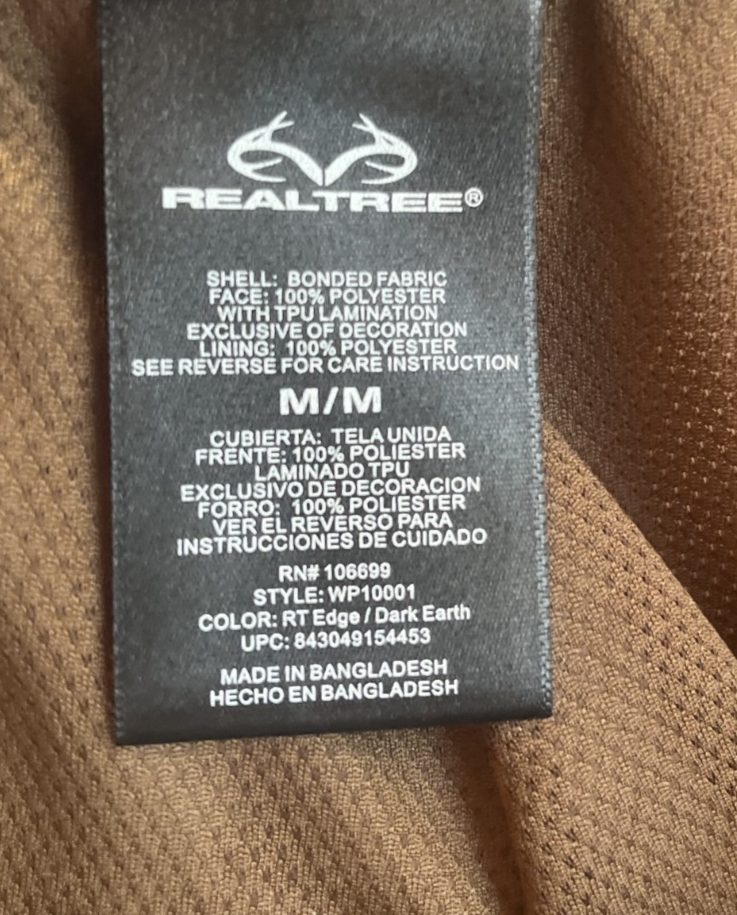 REALTREE®
SHELL: BONDED FABRIC
FACE: 100% POLYESTER
WITH TPU LAMINATION
EXCLUSIVE OF DECORATION
LINING: 100% POLYESTER
SEE REVERSE FOR CARE INSTRUCTION
M/M
CUBIERTA: TELA UNIDA
FRENTE: 100% POLIESTER
LAMINADO TPU
EXCLUSIVO DE DECORACION
FORRO: 100% POLIESTER
VER EL REVERSO PARA
INSTRUCCIONES DE CUIDADO
RN# 106699
STYLE: WP10001
COLOR: RT Edge / Dark Earth
UPC: 843049154453
MADE IN BANGLADESH
HECHO EN BANGLADESH